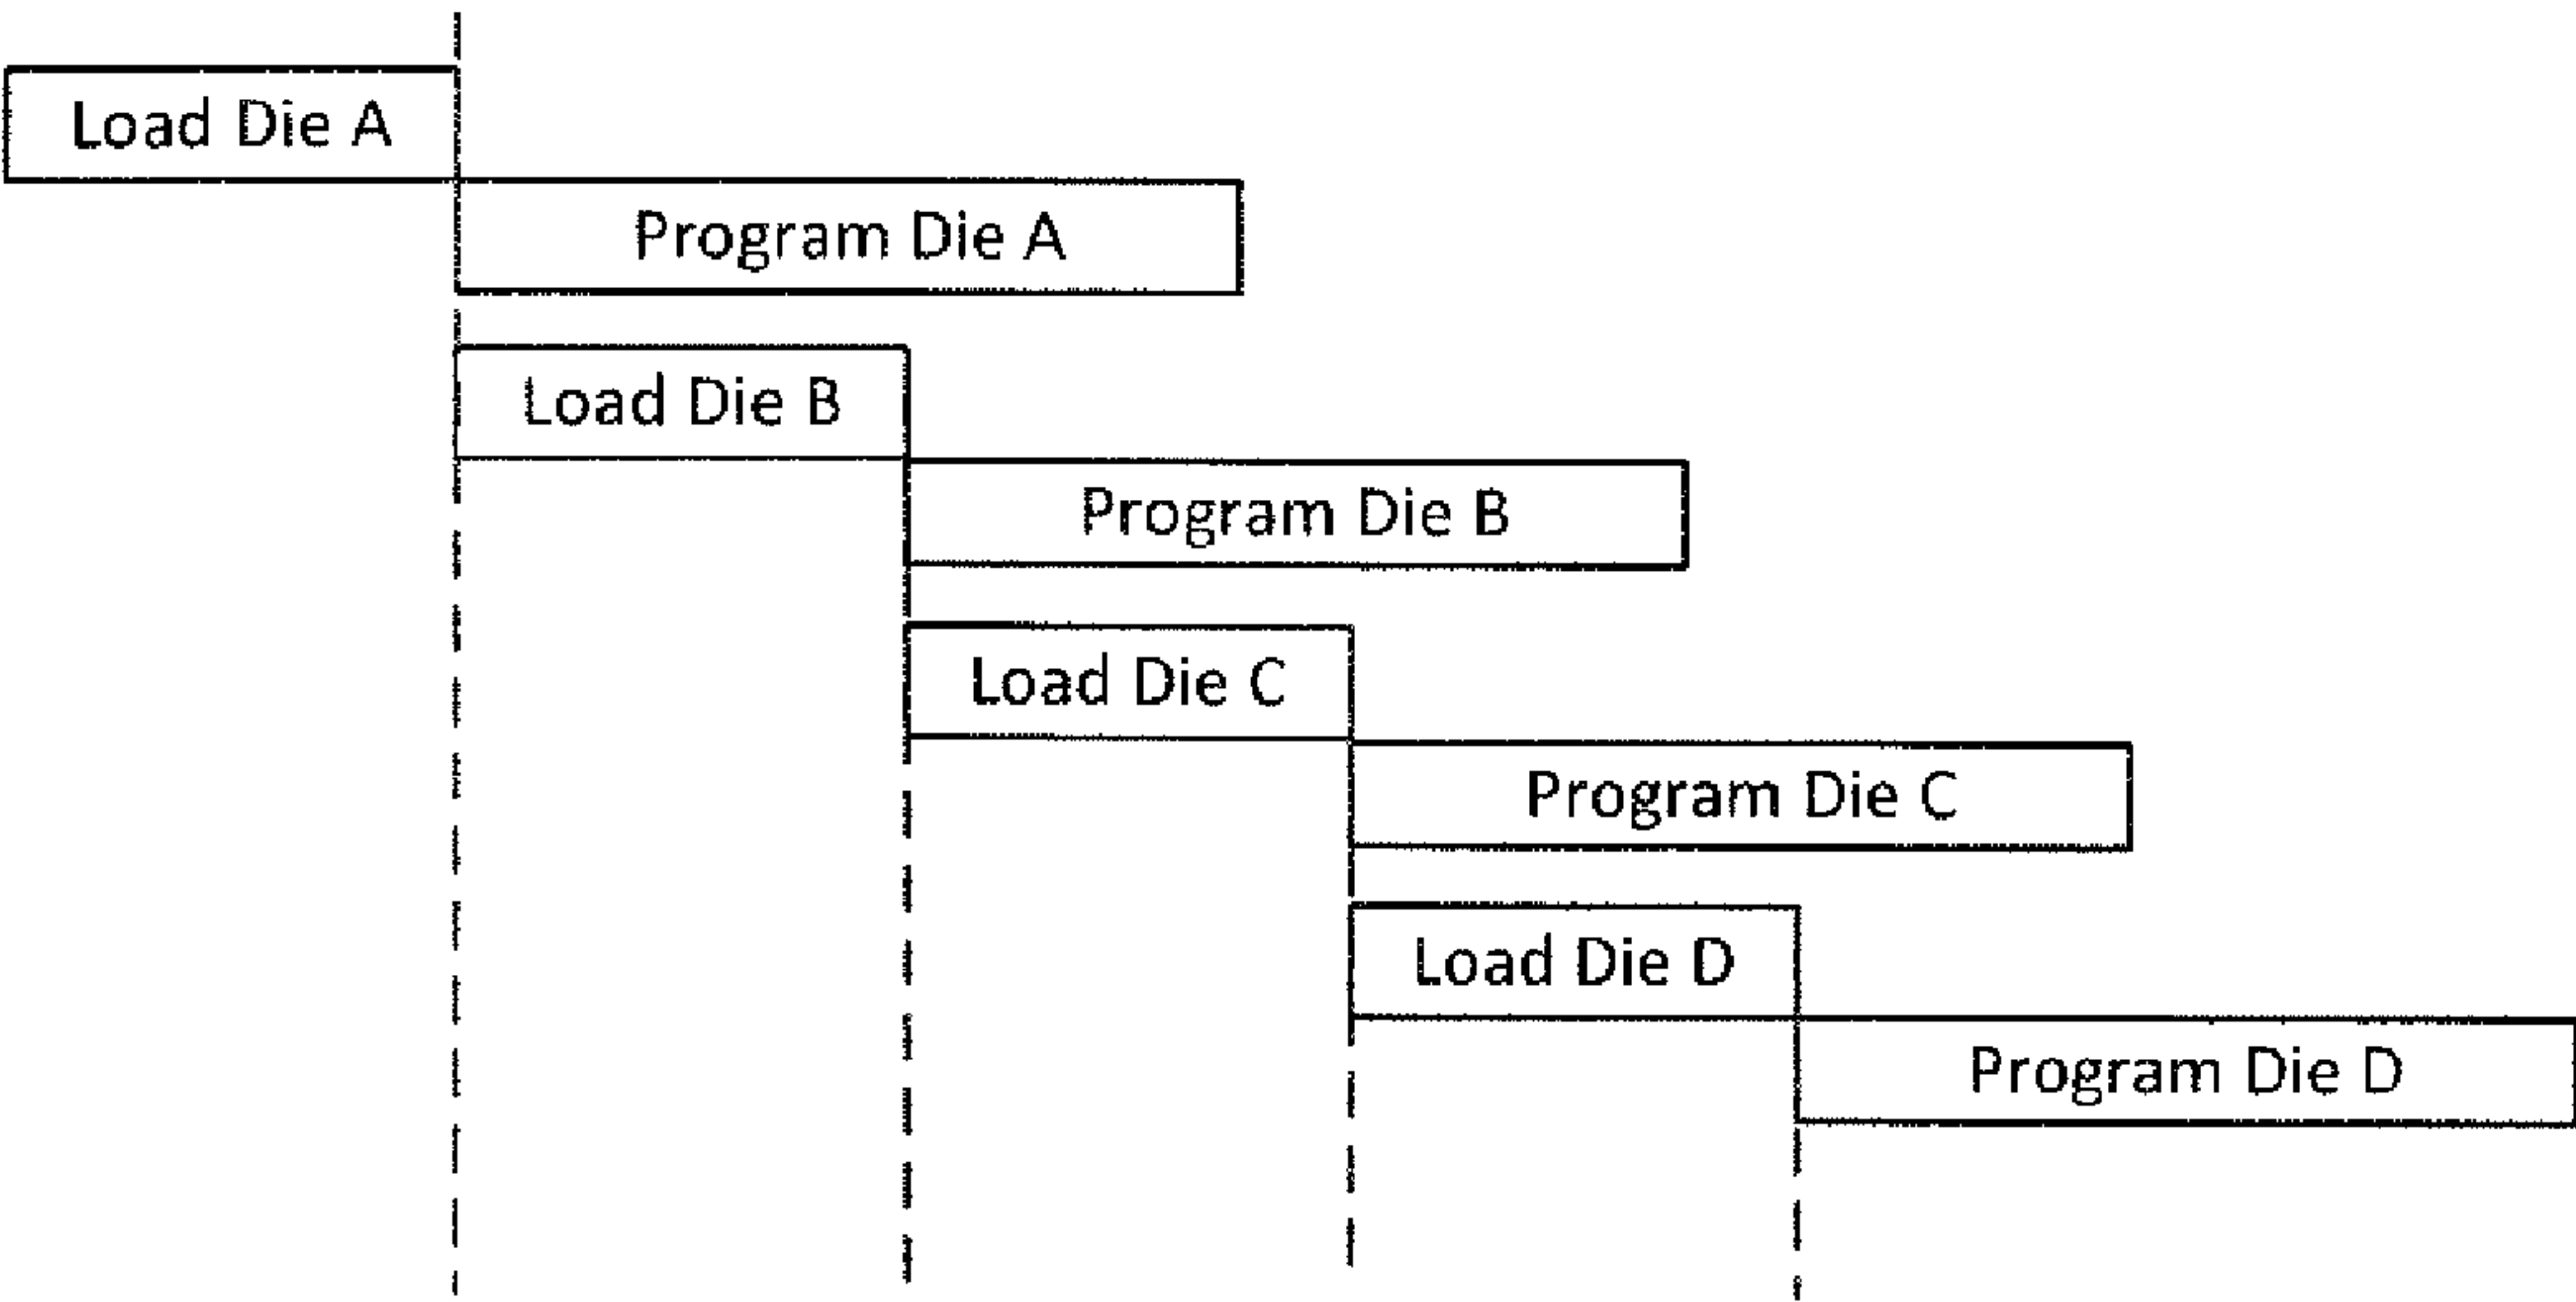 Load Die A
Program Die A
Load Die B
Program Die B
Load Die C
Program Die C
Load Die D
Program Die D